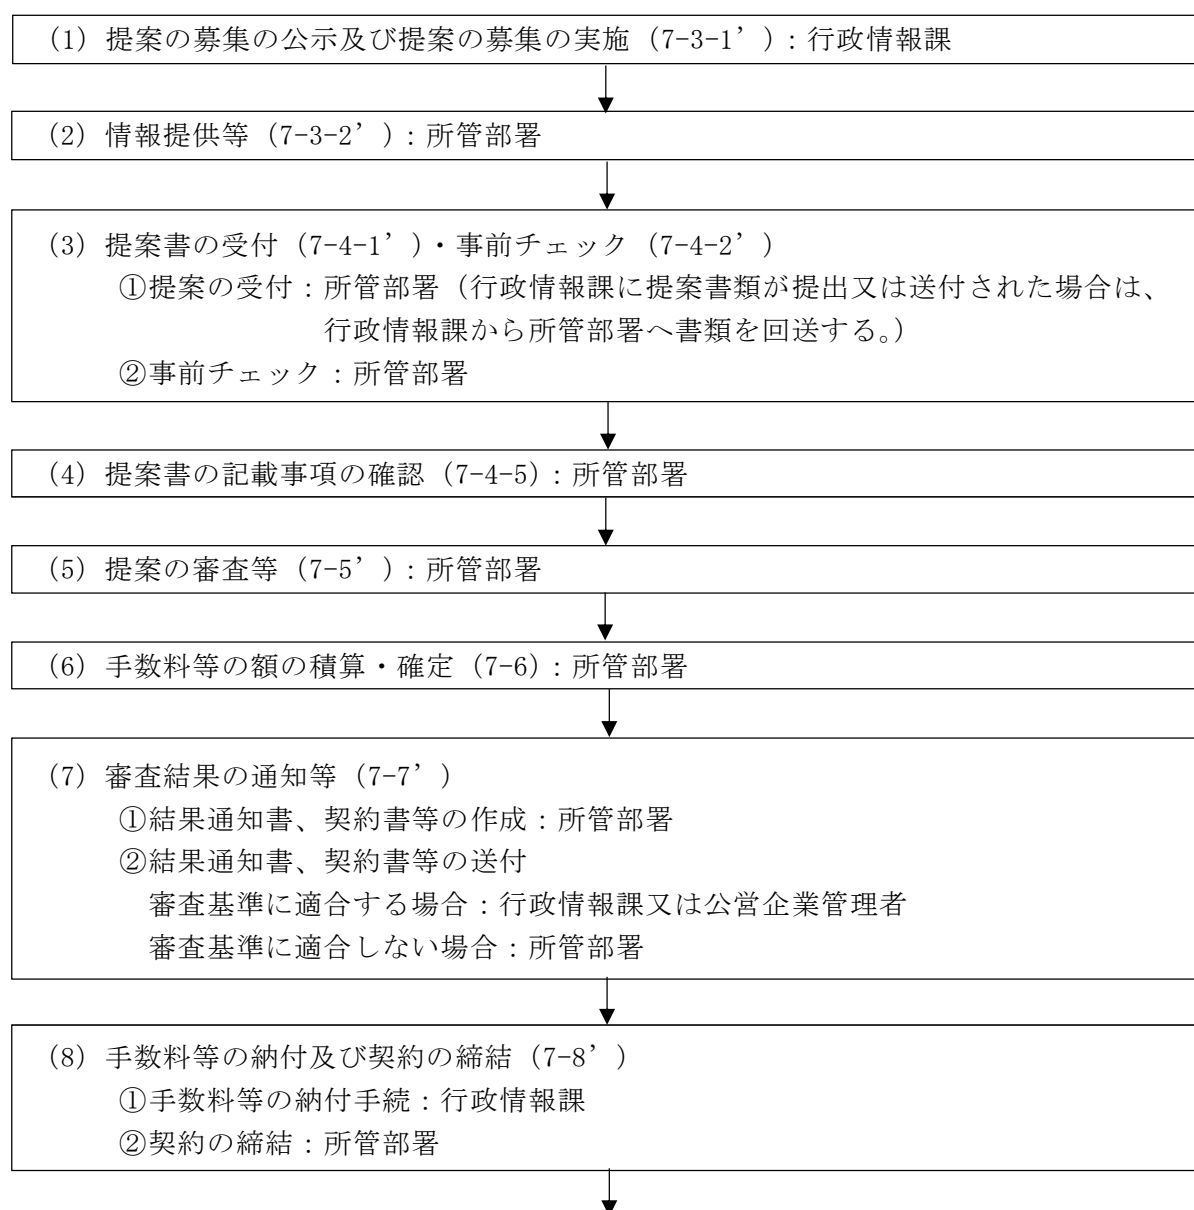 (1) 提案の募集の公示及び提案の募集の実施 (7-3-1’)：行政情報課
(2) 情報提供等 (7-3-2’)：所管部署
(3) 提案書の受付 (7-4-1’)・事前チェック (7-4-2’)
①提案の受付：所管部署（行政情報課に提案書類が提出又は送付された場合は、
行政情報課から所管部署へ書類を回送する。）
②事前チェック：所管部署
(4) 提案書の記載事項の確認 (7-4-5)：所管部署
(5) 提案の審査等 (7-5’)：所管部署
(6) 手数料等の額の積算・確定 (7-6)：所管部署
(7) 審査結果の通知等 (7-7’)
①結果通知書、契約書等の作成：所管部署
②結果通知書、契約書等の送付
審査基準に適合する場合：行政情報課又は公営企業管理者
審査基準に適合しない場合：所管部署
(8) 手数料等の納付及び契約の締結 (7-8’)
①手数料等の納付手続：行政情報課
②契約の締結：所管部署